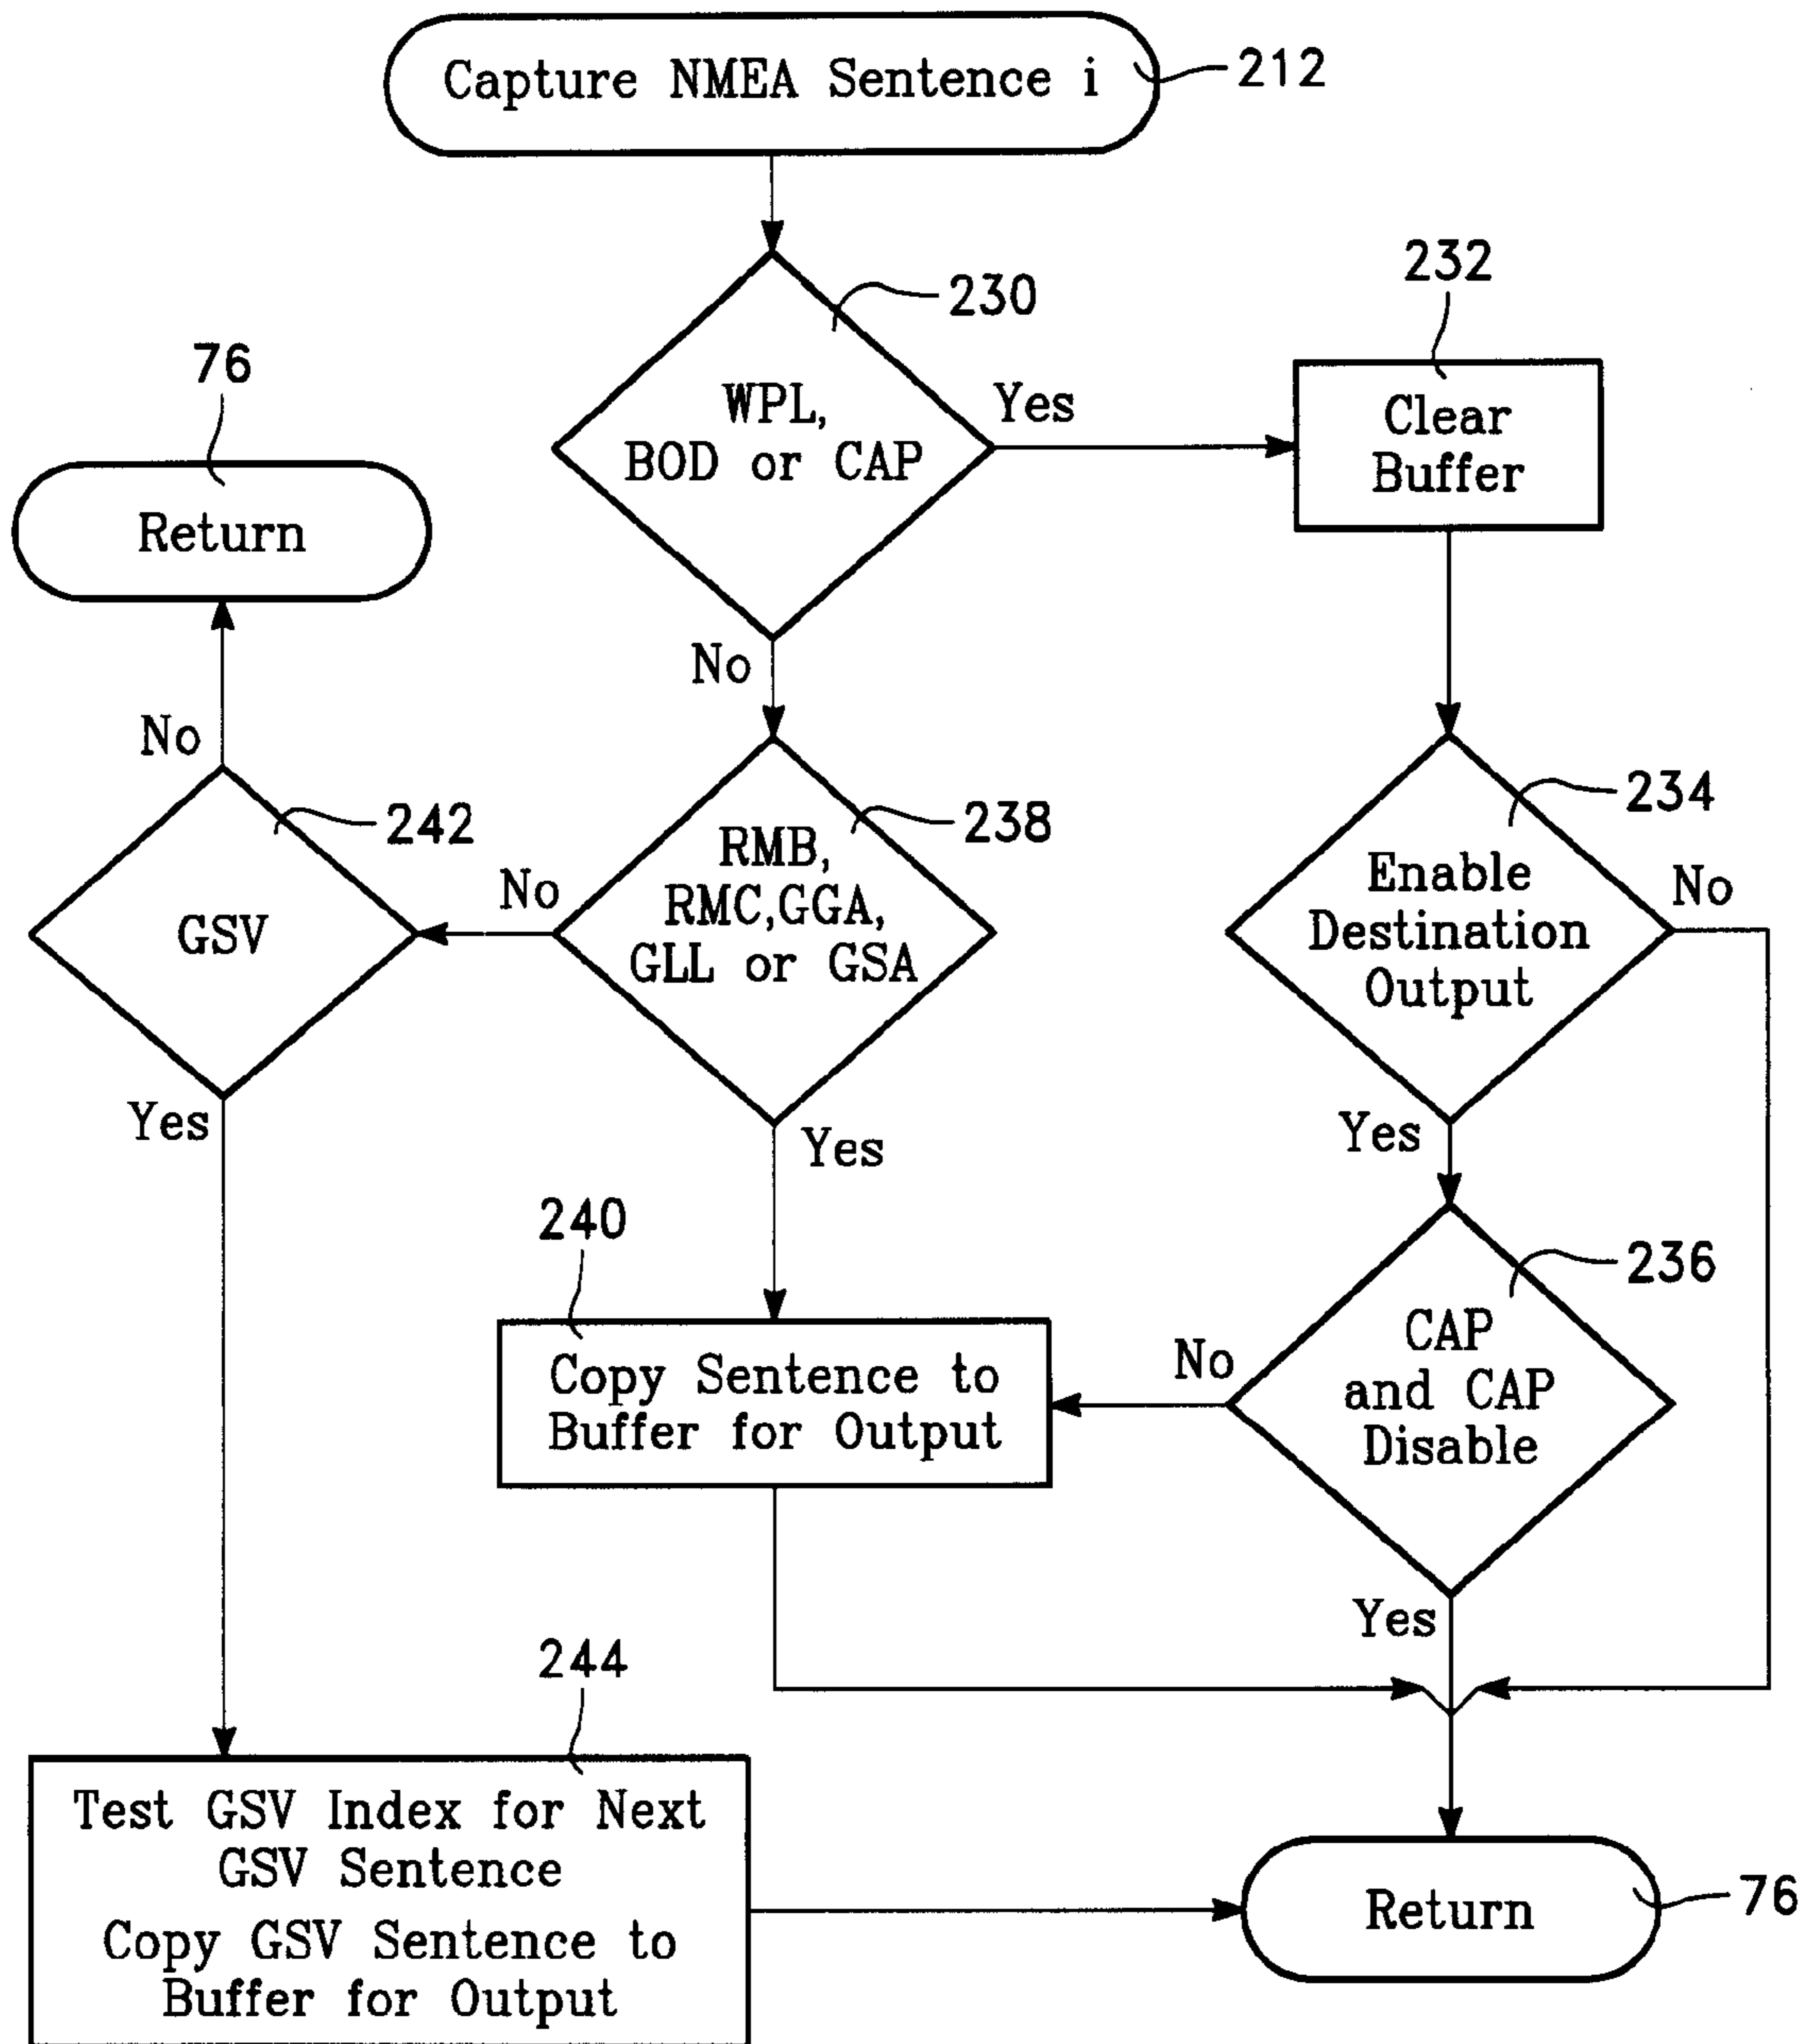 Capture NMEA Sentence i
212
230
232
76
WPL,
BOD or CAP
Yes
Clear
Buffer
Return
No
No
242
238
234
GSV
No
RMB,
RMC,GGA,
GLL or GSA
Enable
Destination
Output
No
Yes
Yes
Yes
240
236
Copy Sentence to
Buffer for Output
No
CAP
and CAP
Disable
Yes
244
Test GSV Index for Next
GSV Sentence
Copy GSV Sentence to
Buffer for Output
Return
76